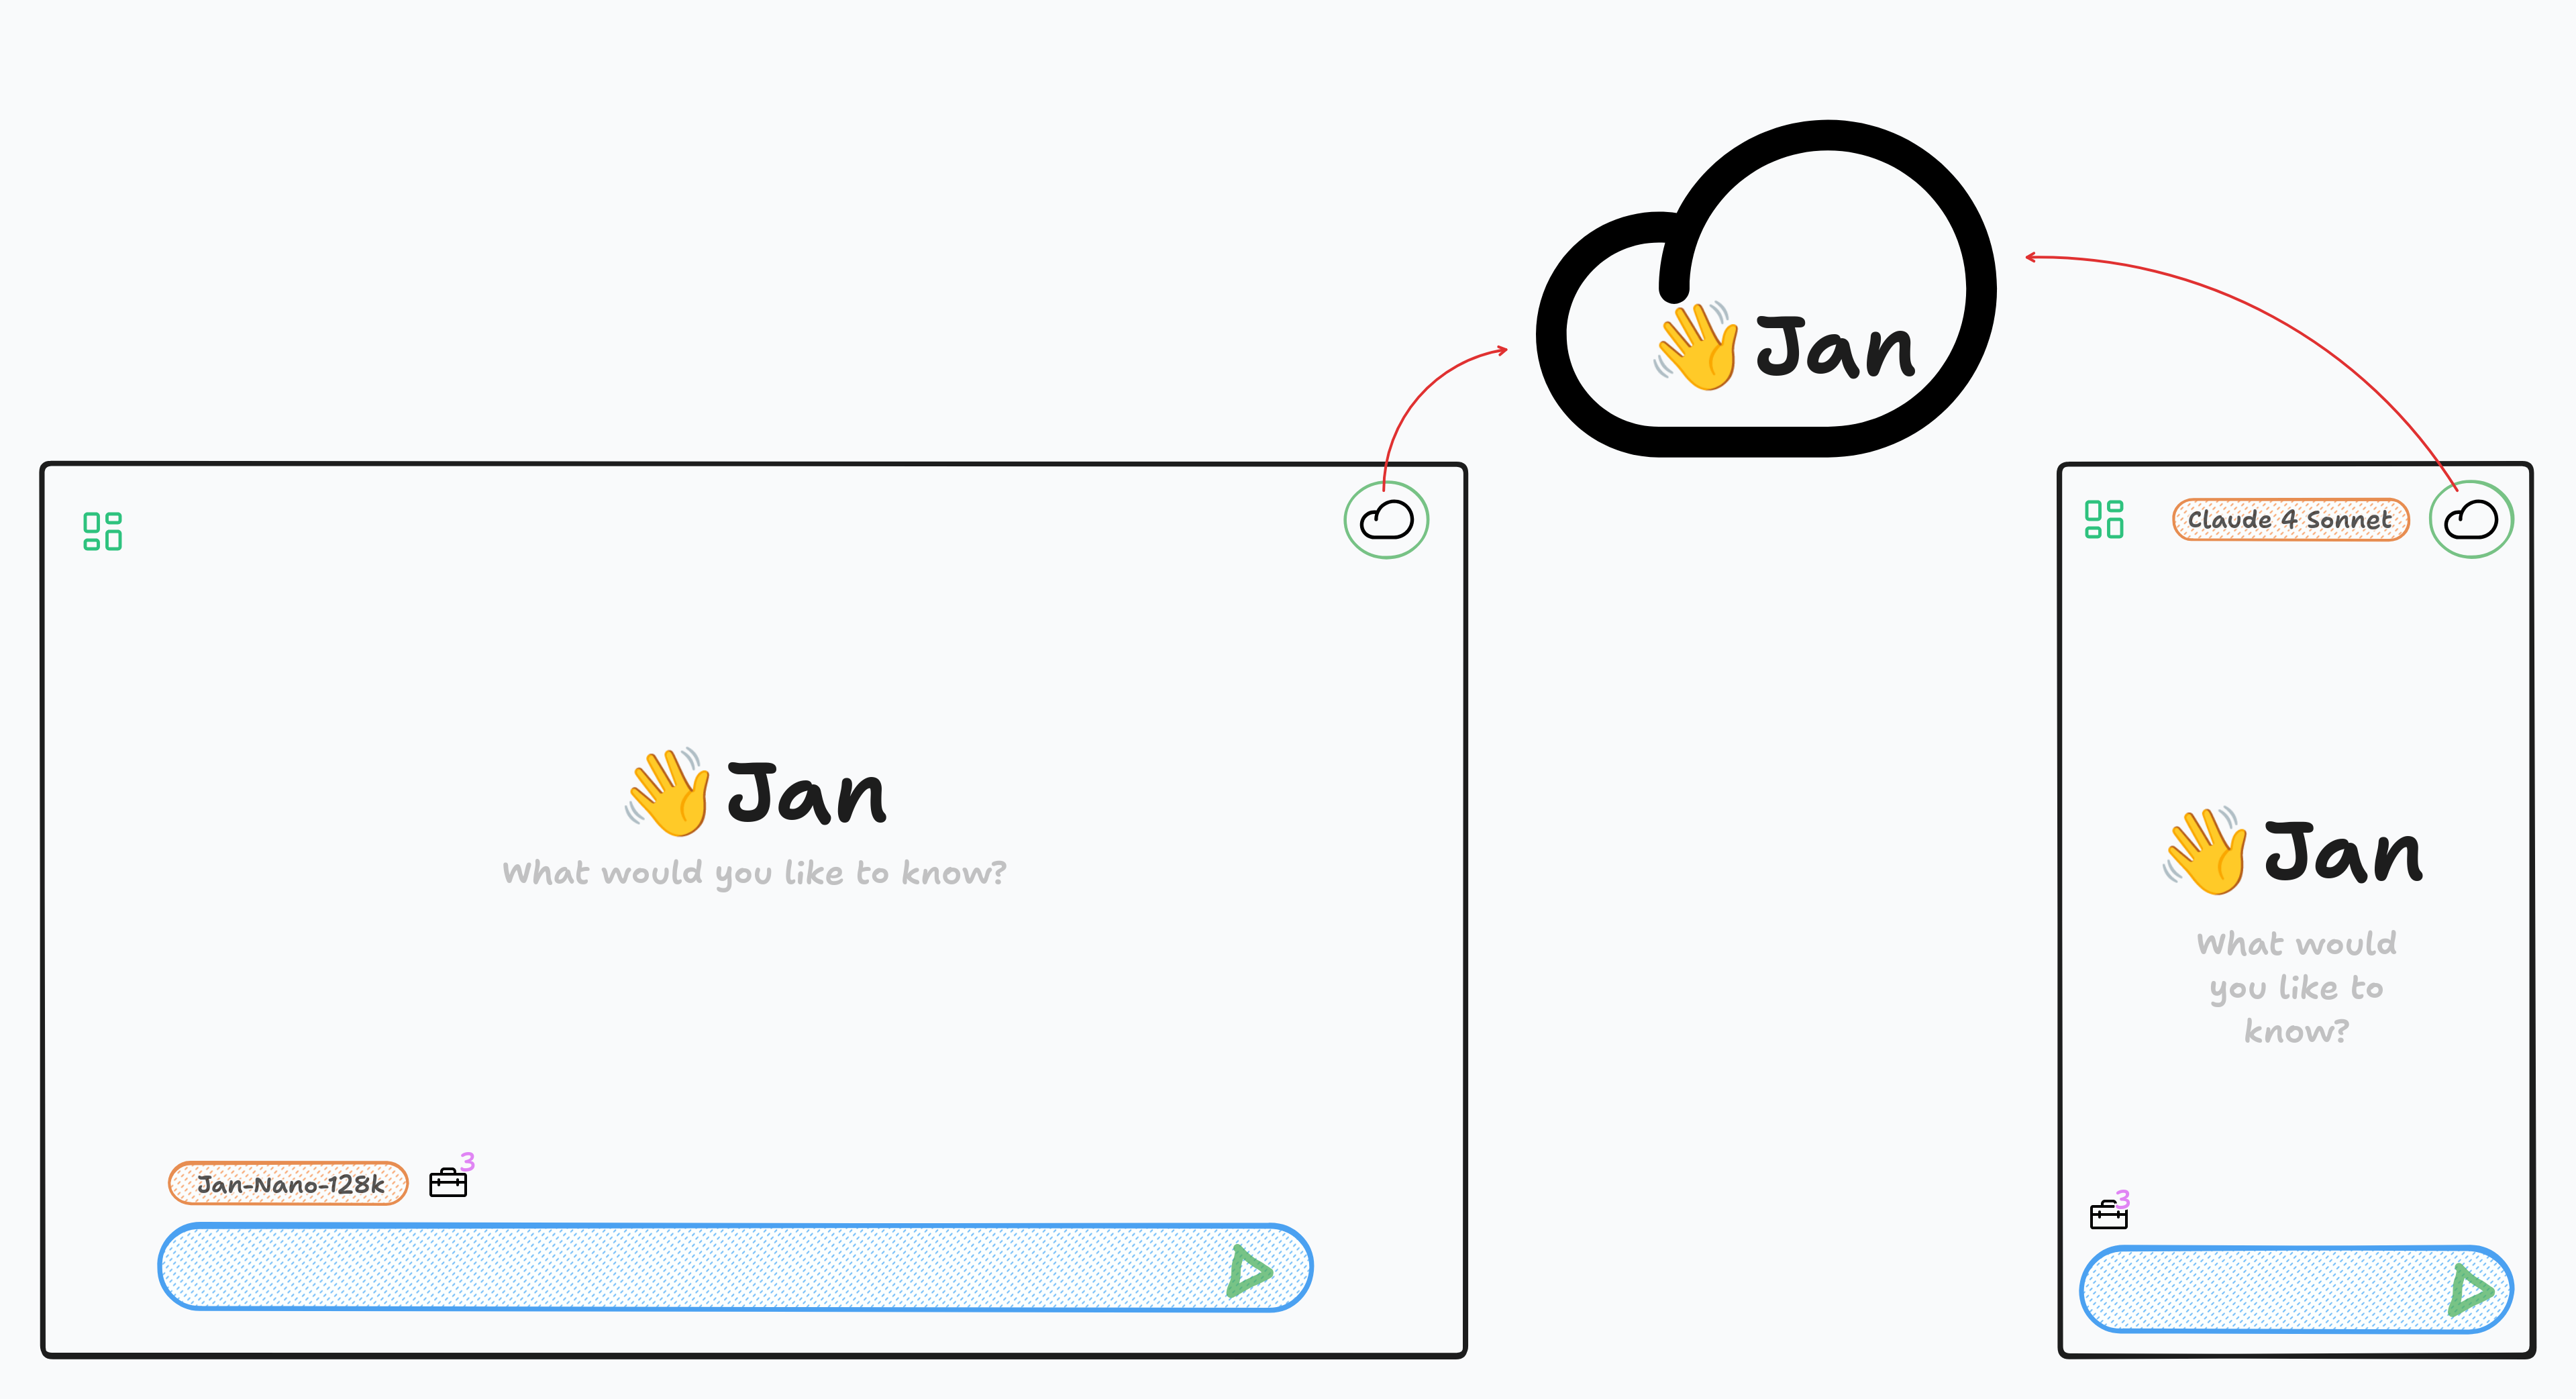 👋Jan
👋Jan
What would you like to know?
Jan-Nano-128k
3
Claude 4 Sonnet
👋Jan
What would
you like to
know?
3